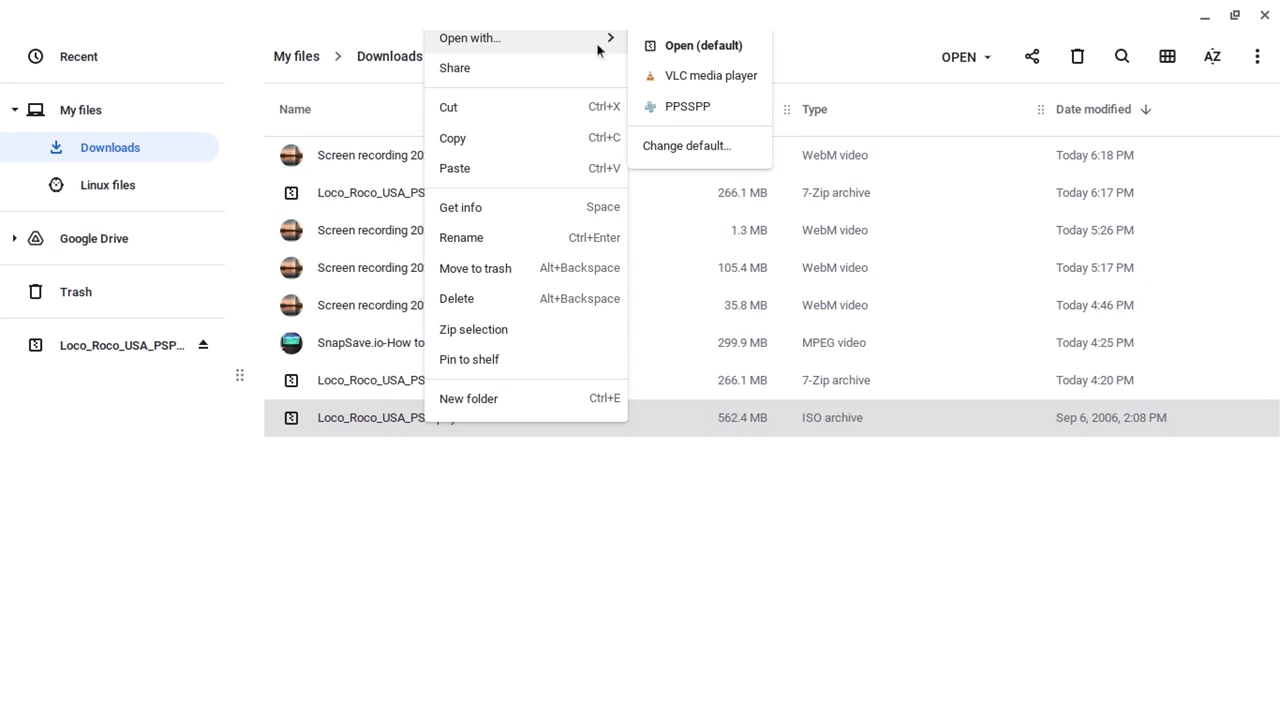 Recent
My files
Downloads
Linux files
Google Drive
Trash
Loco_Roco_USA_PSP...
My files > Downloads
OPEN
AZ
Name
Type
Date modified
Screen recording 20
WebM video
Today 6:18 PM
Loco_Roco_USA_PS
266.1 MB
7-Zip archive
Today 6:17 PM
Screen recording 20
1.3 MB
WebM video
Today 5:26 PM
Screen recording 20
105.4 MB
WebM video
Today 5:17 PM
Screen recording 20
35.8 MB
WebM video
Today 4:46 PM
SnapSave.io-How to
299.9 MB
MPEG video
Today 4:25 PM
Loco_Roco_USA_PS
266.1 MB
7-Zip archive
Today 4:20 PM
Loco_Roco_USA_PS
562.4 MB
ISO archive
Sep 6, 2006, 2:08 PM
Open with...
Share
Cut Ctrl+X
Copy Ctrl+C
Paste Ctrl+V
Get info Space
Rename Ctrl+Enter
Move to trash Alt+Backspace
Delete Alt+Backspace
Zip selection
Pin to shelf
New folder Ctrl+E
Open (default)
VLC media player
PPSSPP
Change default...